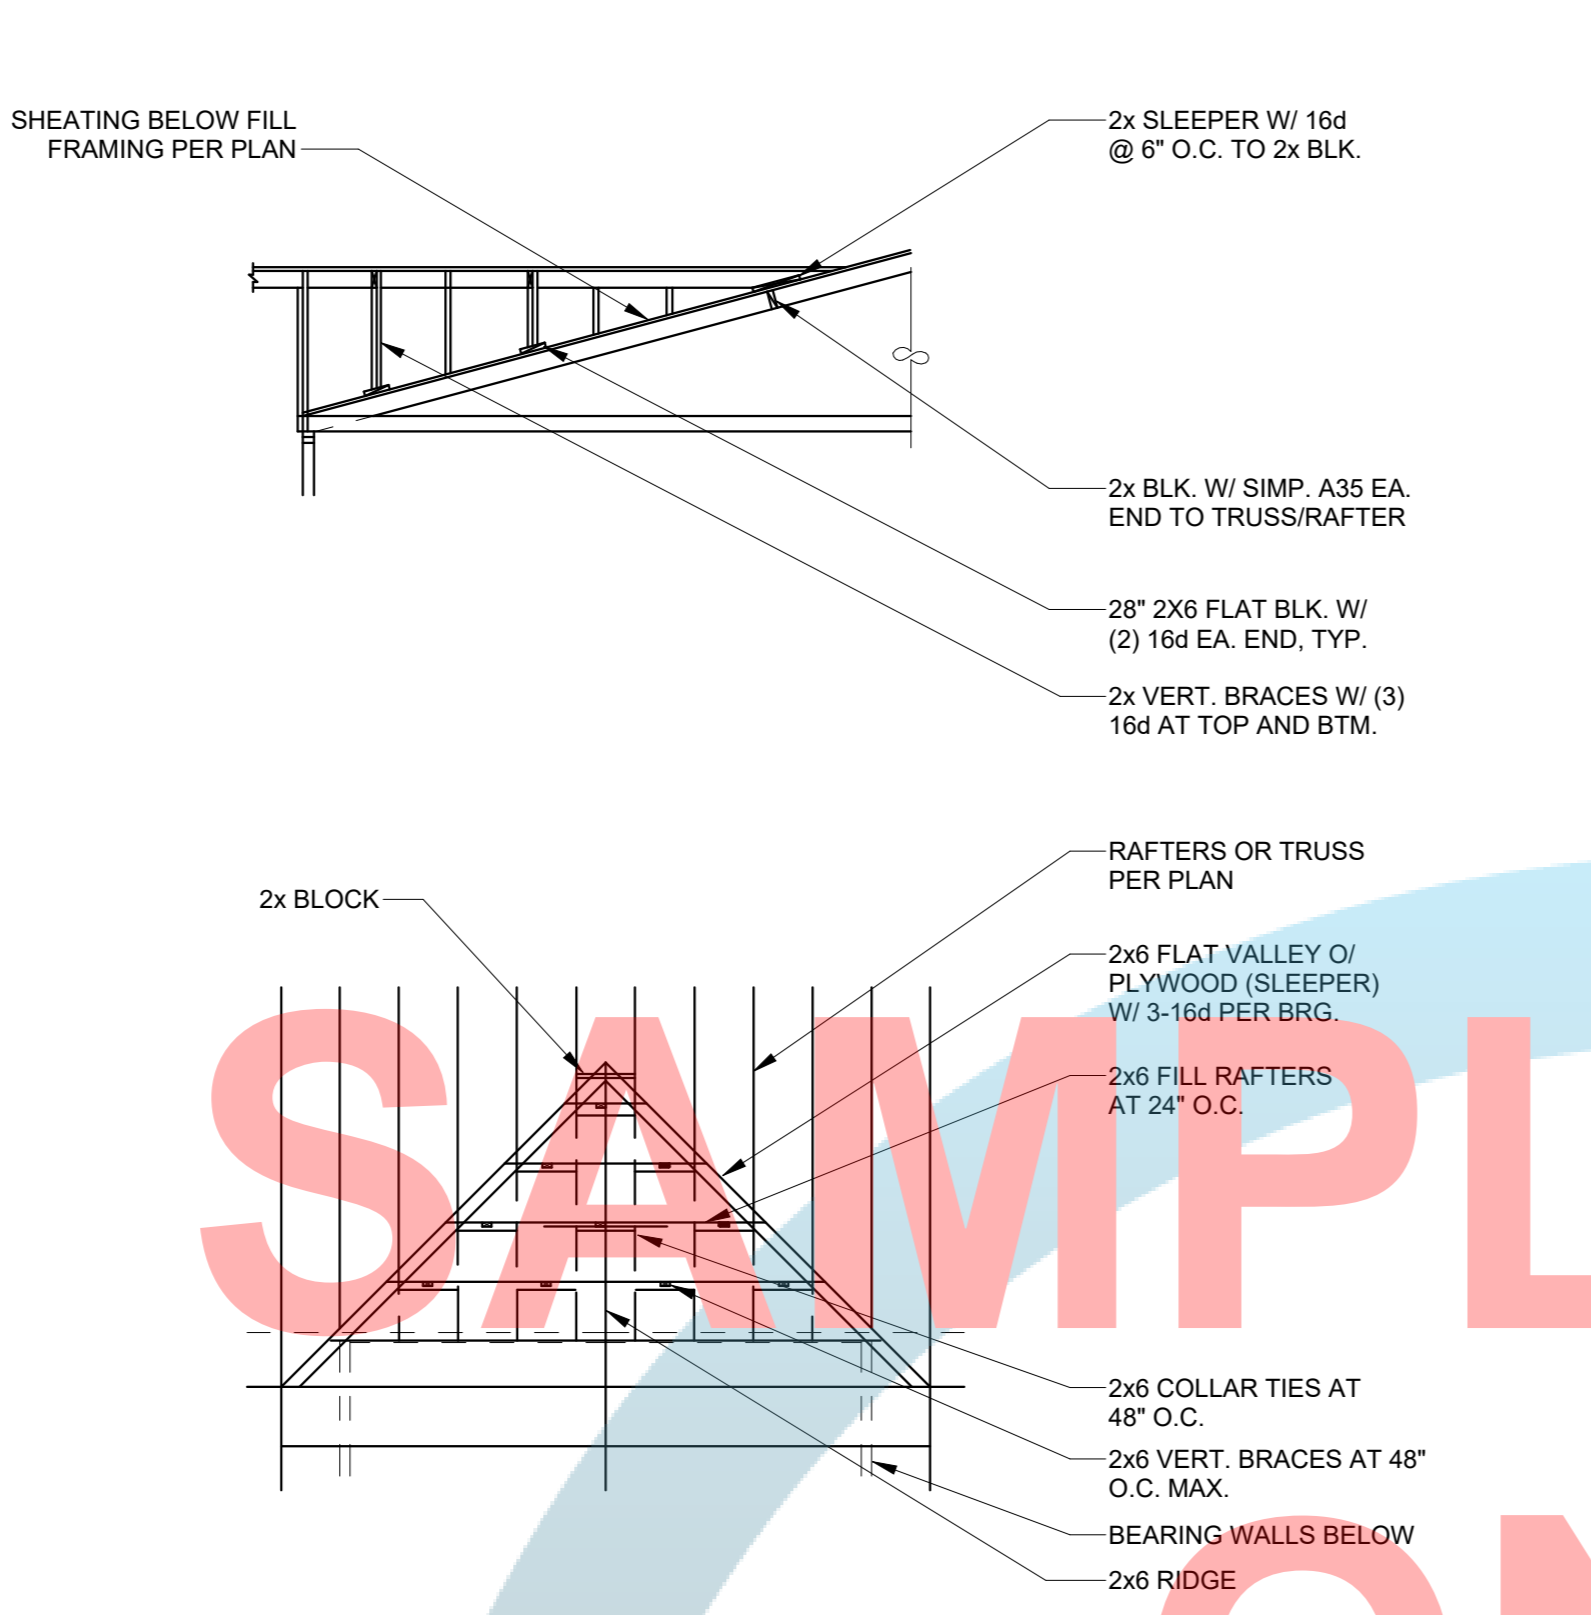 SHEATING BELOW FILL
FRAMING PER PLAN
2x SLEEPER W/ 16d
@ 6" O.C. TO 2x BLK.
2x BLK. W/ SIMP. A35 EA.
END TO TRUSS/RAFTER
28" 2X6 FLAT BLK. W/
(2) 16d EA. END, TYP.
2x VERT. BRACES W/ (3)
16d AT TOP AND BTM.
2x BLOCK
RAFTERS OR TRUSS
PER PLAN
2x6 FLAT VALLEY O/
PLYWOOD (SLEEPER)
W/ 3-16d PER BRG.
2x6 FILL RAFTERS
AT 24" O.C.
SAMPL
2x6 COLLAR TIES AT
48" O.C.
2x6 VERT. BRACES AT 48"
O.C. MAX.
BEARING WALLS BELOW
2x6 RIDGE